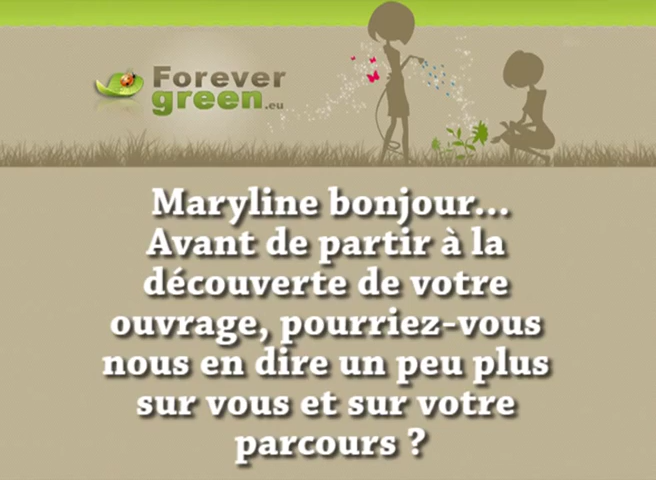 Forever
green.eu
Maryline bonjour...
Avant de partir à la
découverte de votre
ouvrage, pourriez-vous
nous en dire un peu plus
sur vous et sur votre
parcours ?